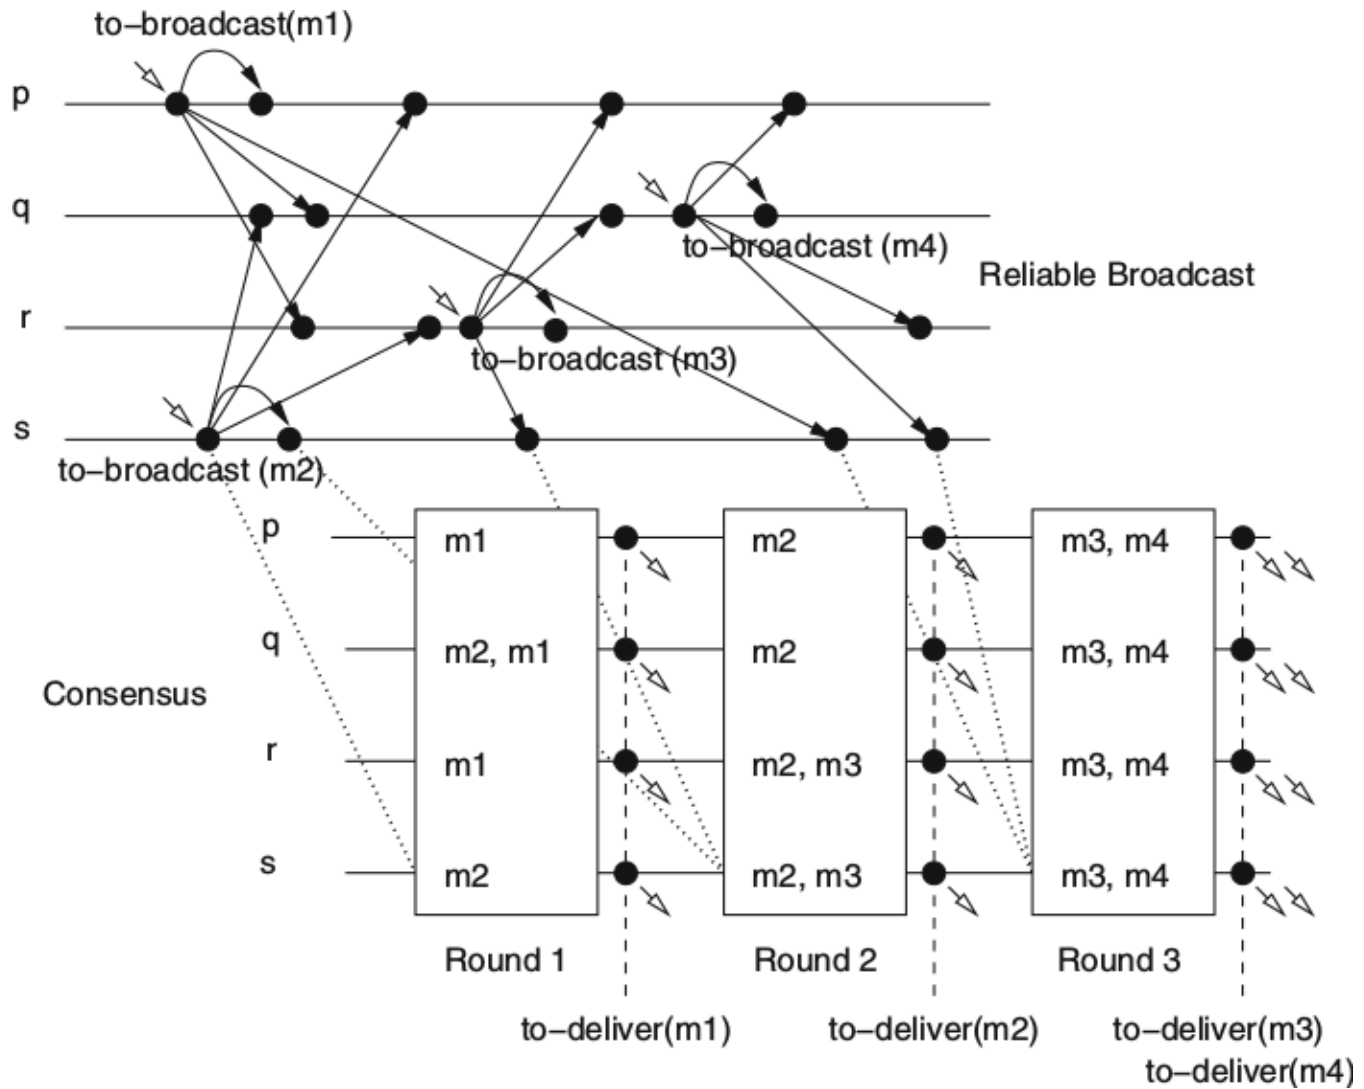 to–broadcast(m1)
p
q
to–broadcast (m4)
Reliable Broadcast
r
to–broadcast (m3)
s
to–broadcast (m2)
p
m1
m2
m3, m4
q
m2, m1
m2
m3, m4
Consensus
r
m1
m2, m3
m3, m4
s
m2
m2, m3
m3, m4
Round 1
Round 2
Round 3
to–deliver(m1)
to–deliver(m2)
to–deliver(m3)
to–deliver(m4)